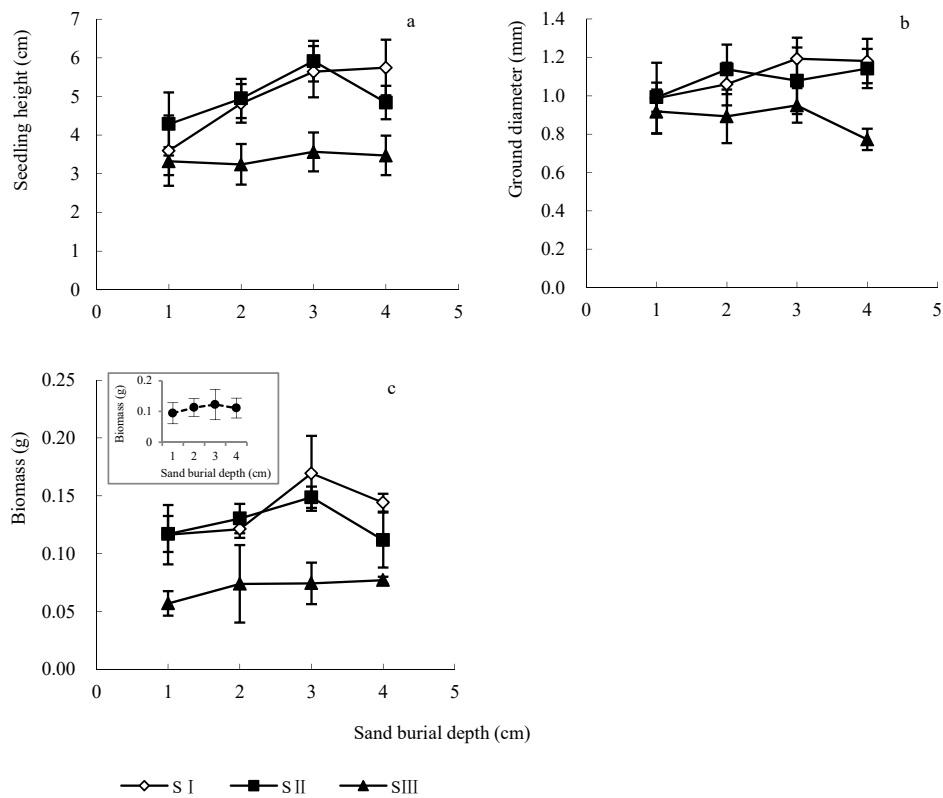 a
7
6
5
4
3
2
1
0
Seedling height (cm)
0 1 2 3 4 5
b
1.4
1.2
1.0
0.8
0.6
0.4
0.2
0.0
Ground diameter (mm)
0 1 2 3 4 5
c
0.25
0.20
0.15
0.10
0.05
0.00
Biomass (g)
0 1 2 3 4 5
0.2
0.1
0
Biomass (g)
1 2 3 4
Sand burial depth (cm)
Sand burial depth (cm)
SⅠ SⅡ SⅢ